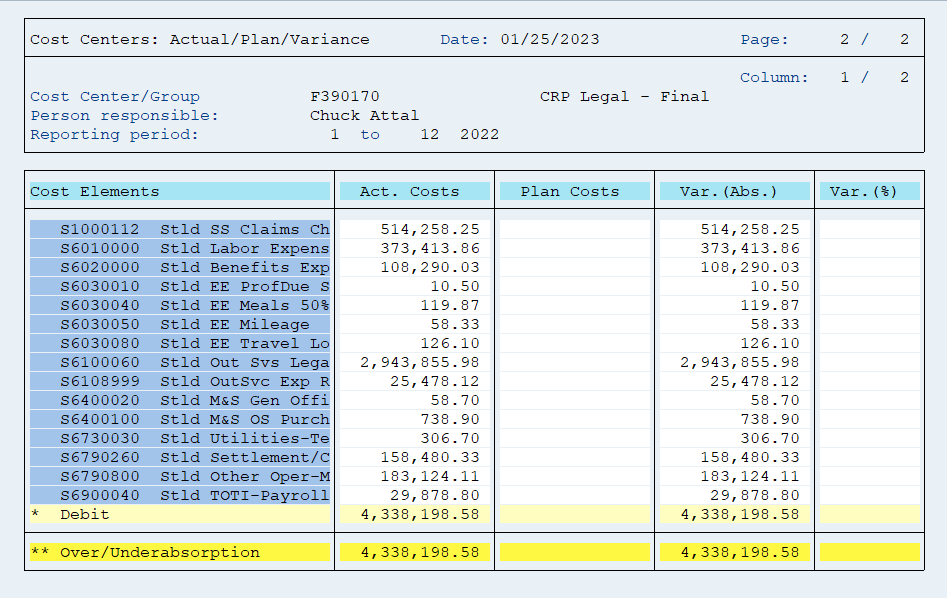 Cost Centers: Actual/Plan/Variance Date: 01/25/2023 Page: 2 / 2
Column: 1 / 2
Cost Center/Group F390170 CRP Legal - Final
Person responsible: Chuck Attal
Reporting period: 1 to 12 2022
Cost Elements Act. Costs Plan Costs Var.(Abs.) Var.(%)
S1000112 Stld SS Claims Ch 514,258.25 514,258.25
S6010000 Stld Labor Expens 373,413.86 373,413.86
S6020000 Stld Benefits Exp 108,290.03 108,290.03
S6030010 Stld EE ProfDue S 10.50 10.50
S6030040 Stld EE Meals 50% 119.87 119.87
S6030050 Stld EE Mileage 58.33 58.33
S6030080 Stld EE Travel Lo 126.10 126.10
S6100060 Stld Out Svs Lega 2,943,855.98 2,943,855.98
S6108999 Stld OutSvc Exp R 25,478.12 25,478.12
S6400020 Stld M&S Gen Offi 58.70 58.70
S6400100 Stld M&S OS Purch 738.90 738.90
S6730030 Stld Utilities-Te 306.70 306.70
S6790260 Stld Settlement/C 158,480.33 158,480.33
S6790800 Stld Other Oper-M 183,124.11 183,124.11
S6900040 Stld TOTI-Payroll 29,878.80 29,878.80
* Debit 4,338,198.58 4,338,198.58
** Over/Underabsorption 4,338,198.58 4,338,198.58